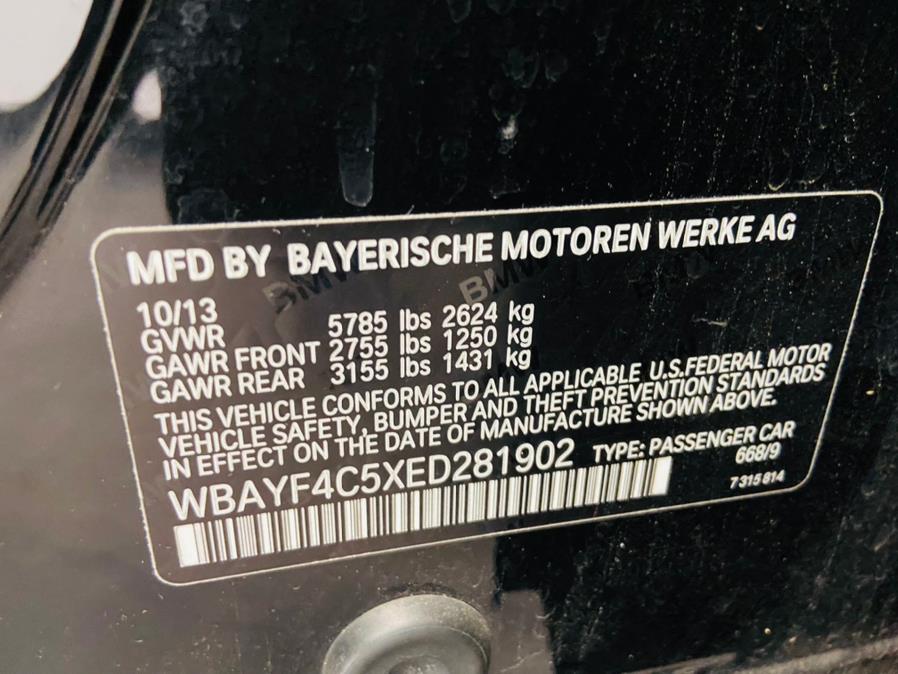 MFD BY BAYERISCHE MOTOREN WERKE AG
BMW BMW BMW
10/13
GVWR 5785 lbs 2624 kg
GAWR FRONT 2755 lbs 1250 kg
GAWR REAR 3155 lbs 1431 kg
THIS VEHICLE CONFORMS TO ALL APPLICABLE U.S.FEDERAL MOTOR
VEHICLE SAFETY, BUMPER AND THEFT PREVENTION STANDARDS
IN EFFECT ON THE DATE OF MANUFACTURE SHOWN ABOVE.
WBAYF4C5XED281902 TYPE: PASSENGER CAR
668/9
7 315 814